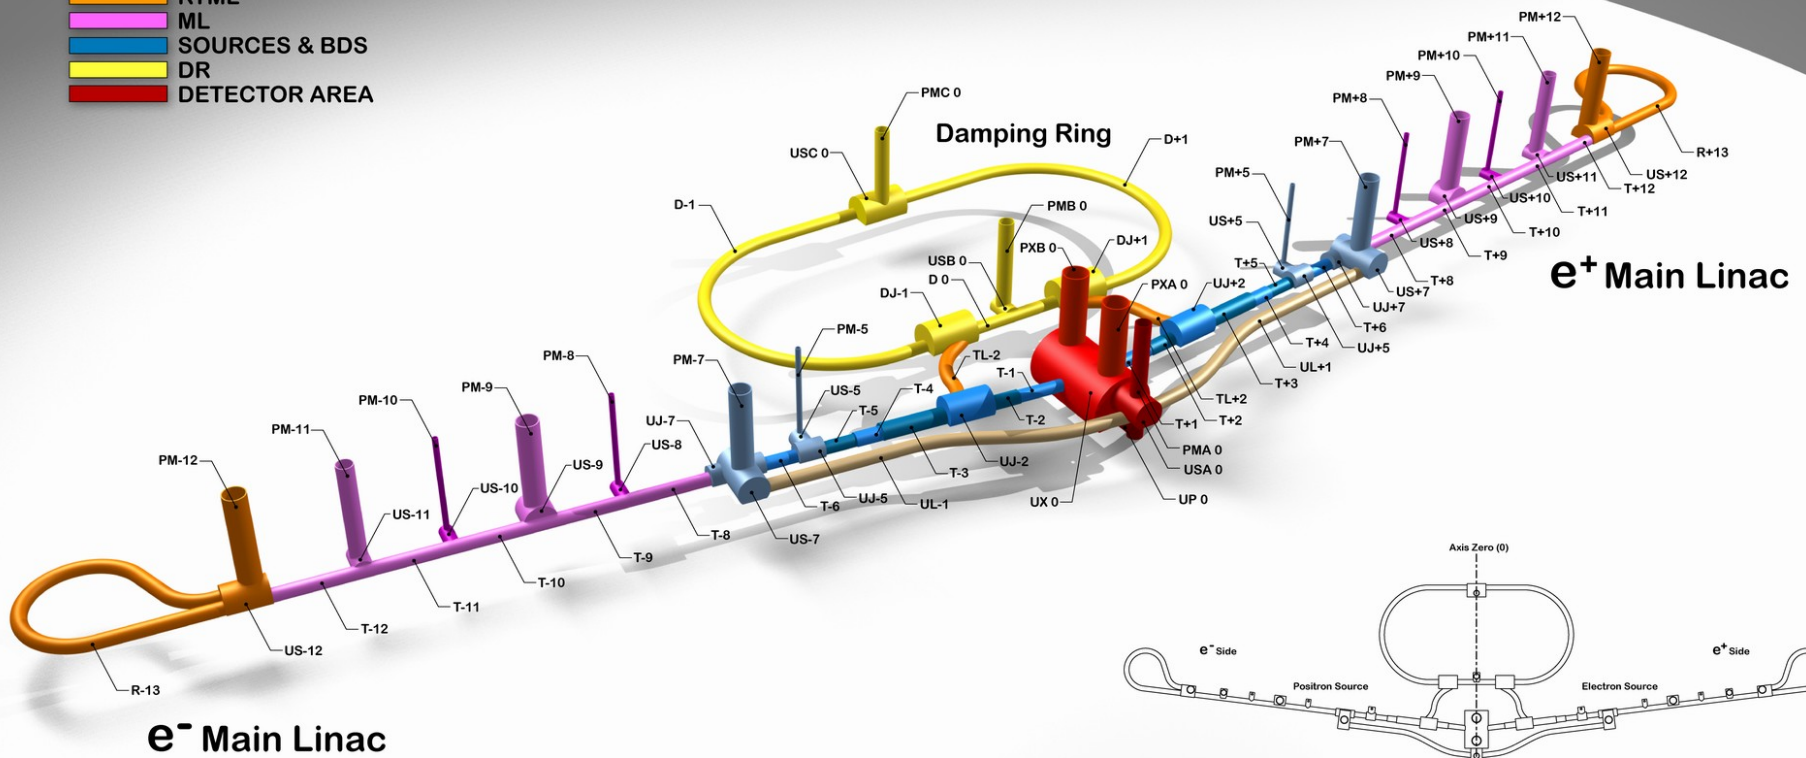 RTML
ML
SOURCES & BDS
DR
DETECTOR AREA
PM+12
PM+11
PM+10
PM+9
PM+8
PM+7
PM+5
US+5
T+5
R+13
US+12
T+12
US+11
T+11
US+10
T+10
US+9
T+9
US+8
T+8
US+7
UJ+7
T+6
UJ+5
T+4
UL+1
T+3
TL+2
T+2
T+1
e+ Main Linac
PMC 0
USC 0
Damping Ring
D+1
D-1
PMB 0
PXB 0
DJ+1
USB 0
D 0
DJ-1
PXA 0
UJ+2
PM-5
TL-2
T-1
PM-7
PM-8
PM-9
PM-10
PM-11
PM-12
US-5
T-4
T-5
T-2
UJ-7
US-8
US-9
US-10
US-11
PMA 0
USA 0
UP 0
UX 0
UJ-2
T-3
UL-1
UJ-5
T-6
US-7
T-8
T-9
T-10
T-11
T-12
US-12
R-13
e- Main Linac
Axis Zero (0)
e- Side
e+ Side
Positron Source
Electron Source